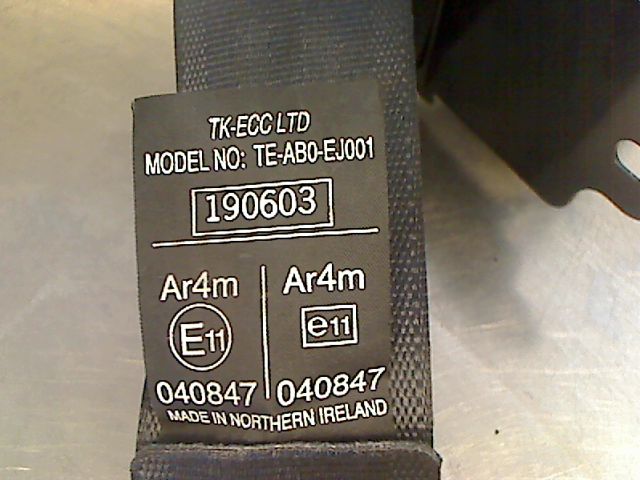 TK-ECC LTD
MODEL NO: TE-AB0-EJ001
190603
Ar4m Ar4m
E11 e11
040847 040847
MADE IN NORTHERN IRELAND